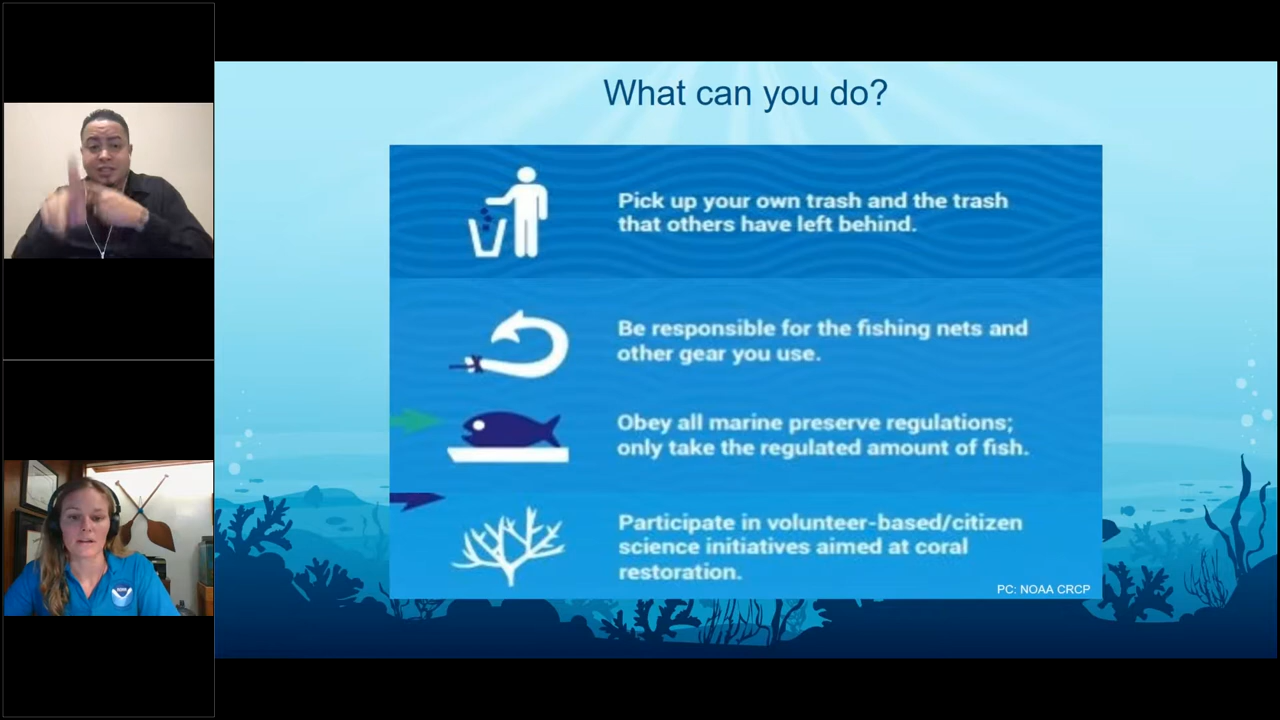 What can you do?
Pick up your own trash and the trash
that others have left behind.
Be responsible for the fishing nets and
other gear you use.
Obey all marine preserve regulations;
only take the regulated amount of fish.
Participate in volunteer-based/citizen
science initiatives aimed at coral
restoration.
PC: NOAA CRCP